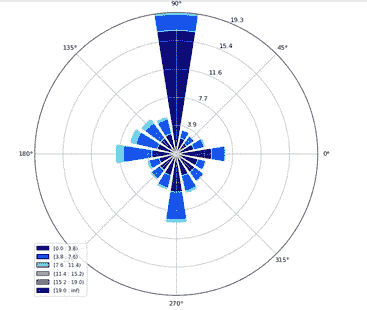 90°
19.3
135°
45°
15.4
11.6
7.7
3.9
180°
0°
[0.0 : 3.8)
[3.8 : 7.6)
[7.6 : 11.4)
[11.4 : 15.2)
[15.2 : 19.0)
[19.0 : inf)
315°
270°